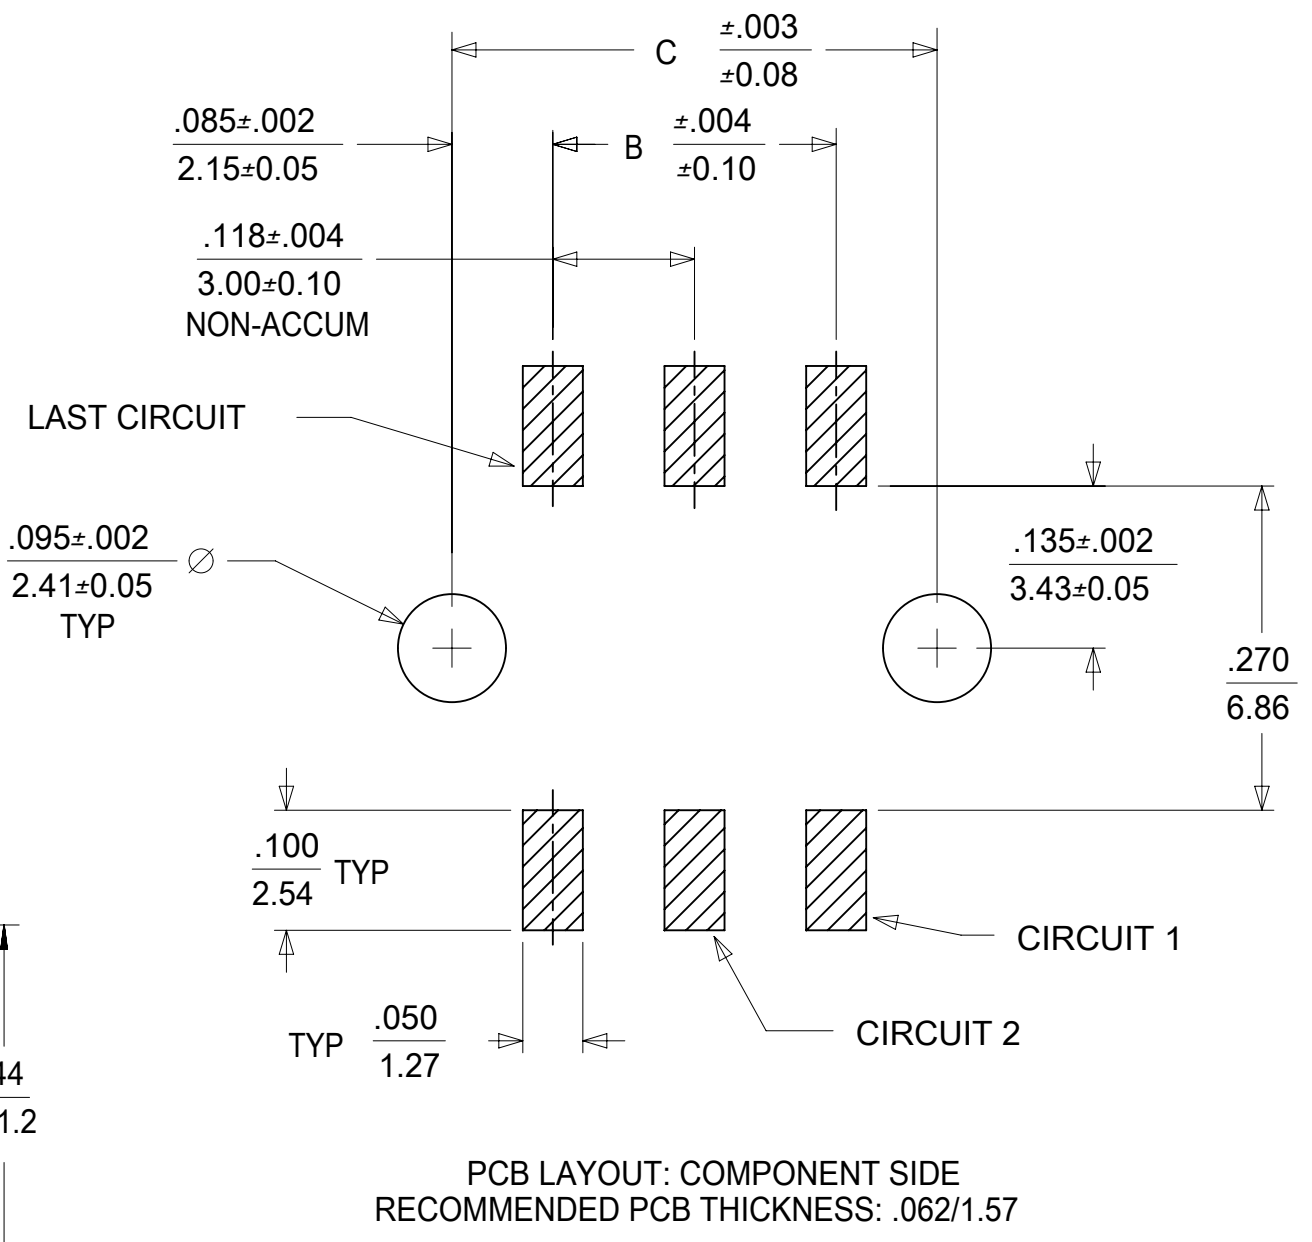 C ±.003
±0.08
.085±.002
2.15±0.05
B ±.004
±0.10
.118±.004
3.00±0.10
NON-ACCUM
LAST CIRCUIT
.095±.002 ∅
2.41±0.05
TYP
.135±.002
3.43±0.05
.270
6.86
.100 TYP
2.54
CIRCUIT 1
TYP .050
1.27
CIRCUIT 2
44
1.2
PCB LAYOUT: COMPONENT SIDE
RECOMMENDED PCB THICKNESS: .062/1.57